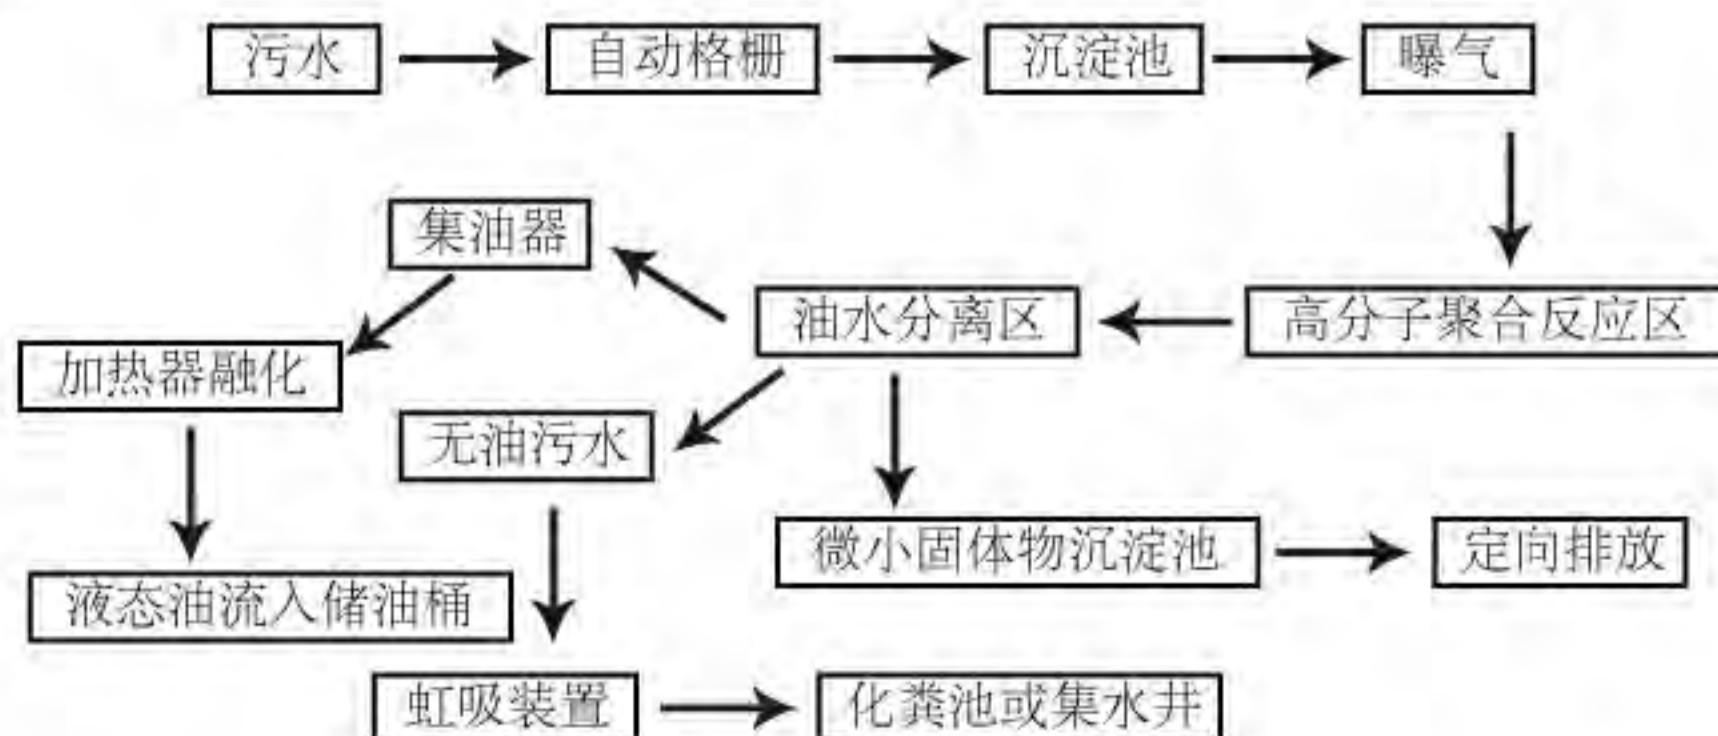 污水
自动格栅
沉淀池
曝气
集油器
油水分离区
高分子聚合反应区
加热器融化
无油污水
微小固体物沉淀池
定向排放
液态油流入储油桶
虹吸装置
化粪池或集水井